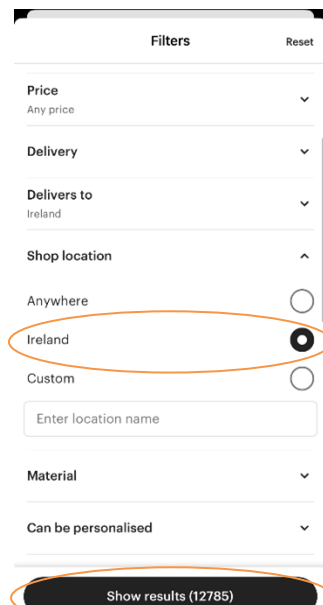 Filters
Reset
Price
Any price
Delivery
Delivers to
Ireland
Shop location
Anywhere
Ireland
Custom
Enter location name
Material
Can be personalised
Show results (12785)